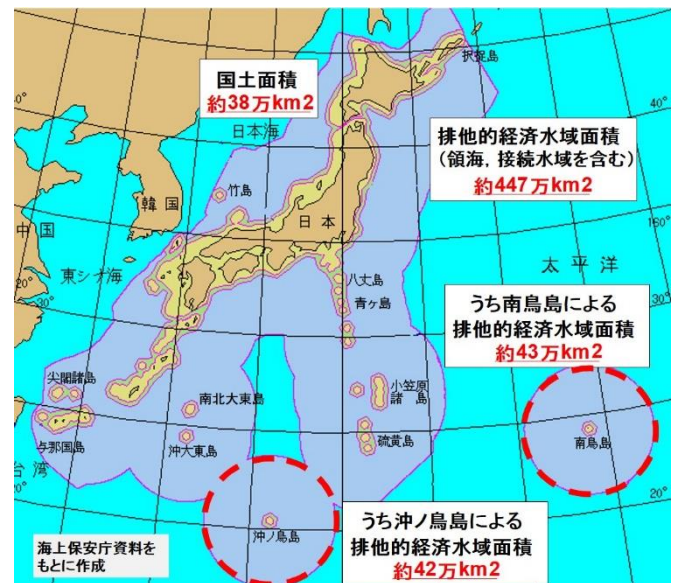 国土面積
約38万km2
日本海
択捉島
40°
40°
排他的経済水域面積
(領海,接続水域を含む)
約447万km2
竹島
韓国
中国
日本
160°
東シナ海
太平洋
八丈島
青ヶ島
30°
30°
20°
うち南鳥島による
排他的経済水域面積
約43万km2
尖閣諸島
南北大東島
小笠原
諸島
与那国島
沖大東島
硫黄島
南鳥島
台湾
20°
20°
沖ノ鳥島
うち沖ノ鳥島による
排他的経済水域面積
約42万km2
海上保安庁資料を
もとに作成